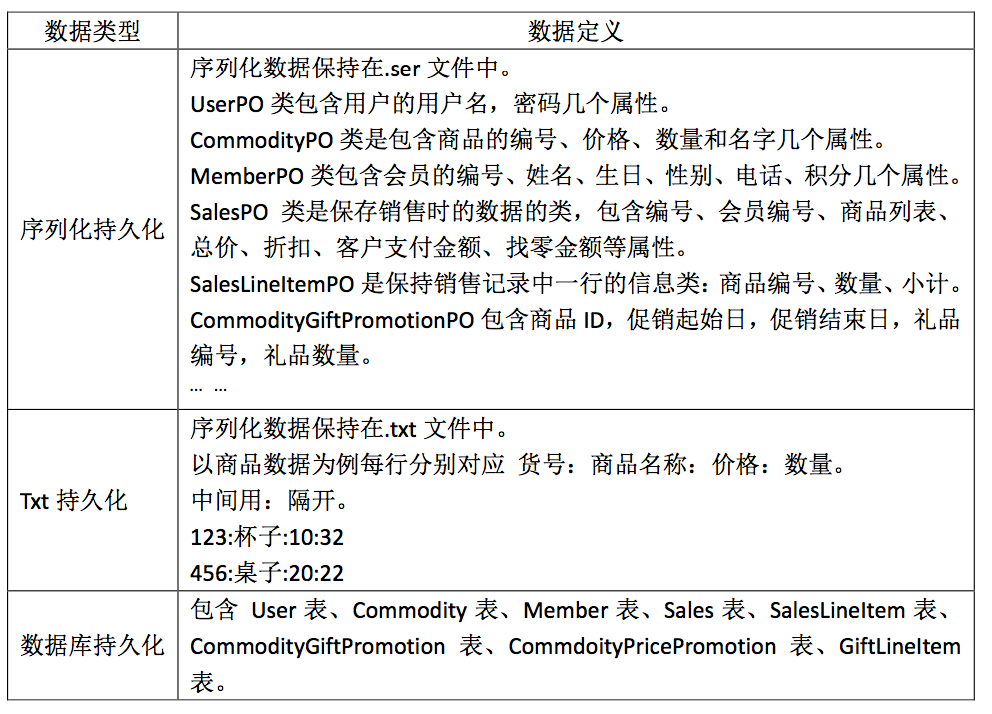 数据类型 数据定义
序列化持久化
序列化数据保持在.ser 文件中。
UserPO 类包含用户的用户名，密码几个属性。
CommodityPO 类是包含商品的编号、价格、数量和名字几个属性。
MemberPO 类包含会员的编号、姓名、生日、性别、电话、积分几个属性。
SalesPO 类是保存销售时的数据的类，包含编号、会员编号、商品列表、
总价、折扣、客户支付金额、找零金额等属性。
SalesLineItemPO 是保持销售记录中一行的信息类：商品编号、数量、小计。
CommodityGiftPromotionPO 包含商品 ID，促销起始日，促销结束日，礼品
编号，礼品数量。
… …
Txt 持久化
序列化数据保持在.txt 文件中。
以商品数据为例每行分别对应 货号：商品名称：价格：数量。
中间用：隔开。
123:杯子:10:32
456:桌子:20:22
数据库持久化
包含 User 表、Commodity 表、Member 表、Sales 表、SalesLineItem 表、
CommodityGiftPromotion 表、CommdoityPricePromotion 表、GiftLineItem
表。